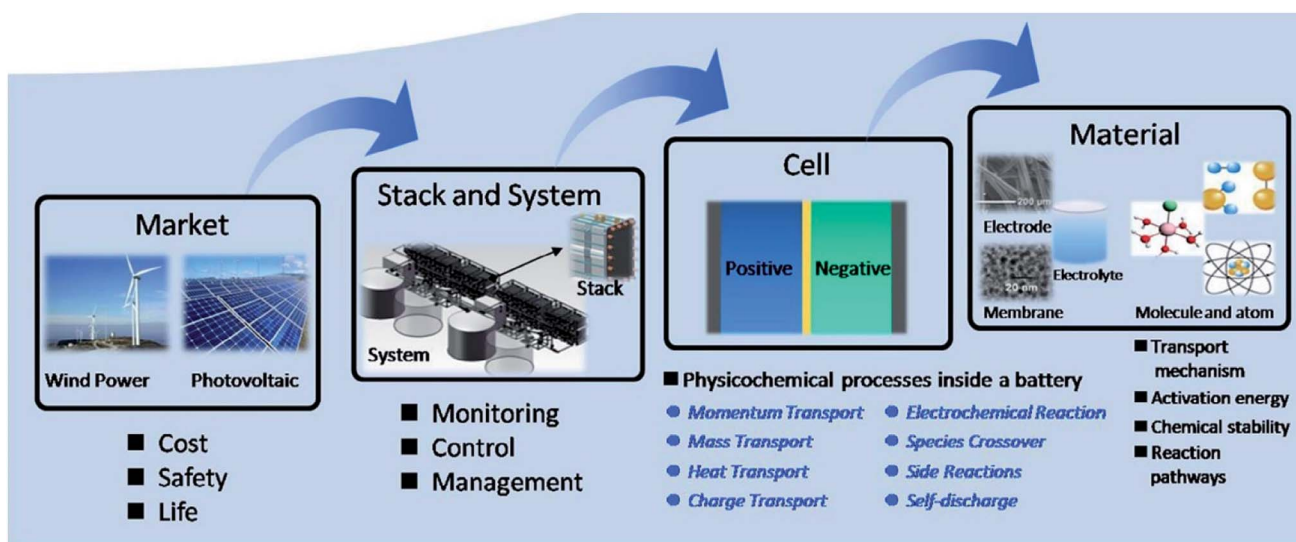 Market
Wind Power
Photovoltaic
Cost
Safety
Life
Stack and System
Stack
System
Monitoring
Control
Management
Cell
Positive
Negative
Physicochemical processes inside a battery
Momentum Transport
Mass Transport
Heat Transport
Charge Transport
Electrochemical Reaction
Species Crossover
Side Reactions
Self-discharge
Material
200 μm
Electrode
20 nm
Membrane
Electrolyte
Molecule and atom
Transport
mechanism
Activation energy
Chemical stability
Reaction
pathways